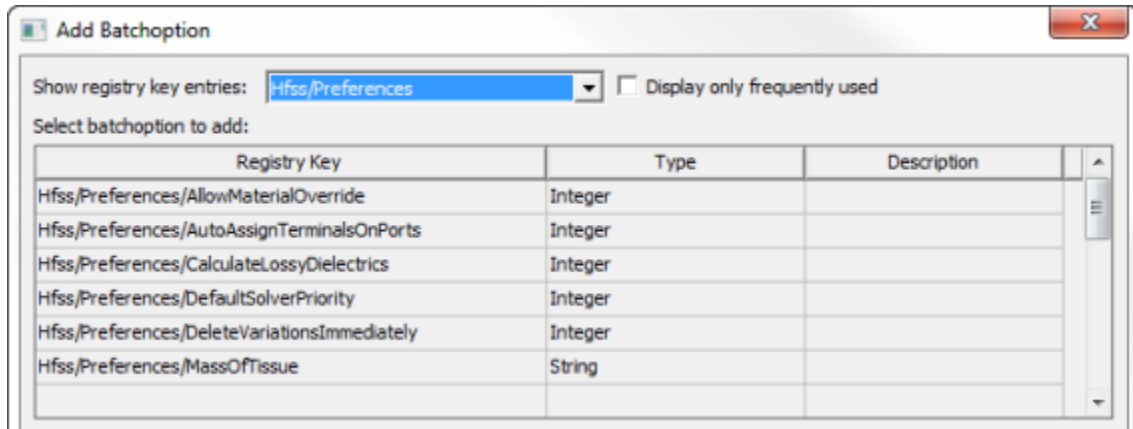 Add Batchoption
Show registry key entries: Hfss/Preferences Display only frequently used
Select batchoption to add:
Registry Key Type Description
Hfss/Preferences/AllowMaterialOverride Integer
Hfss/Preferences/AutoAssignTerminalsOnPorts Integer
Hfss/Preferences/CalculateLossyDielectrics Integer
Hfss/Preferences/DefaultSolverPriority Integer
Hfss/Preferences/DeleteVariationsImmediately Integer
Hfss/Preferences/MassOfTissue String